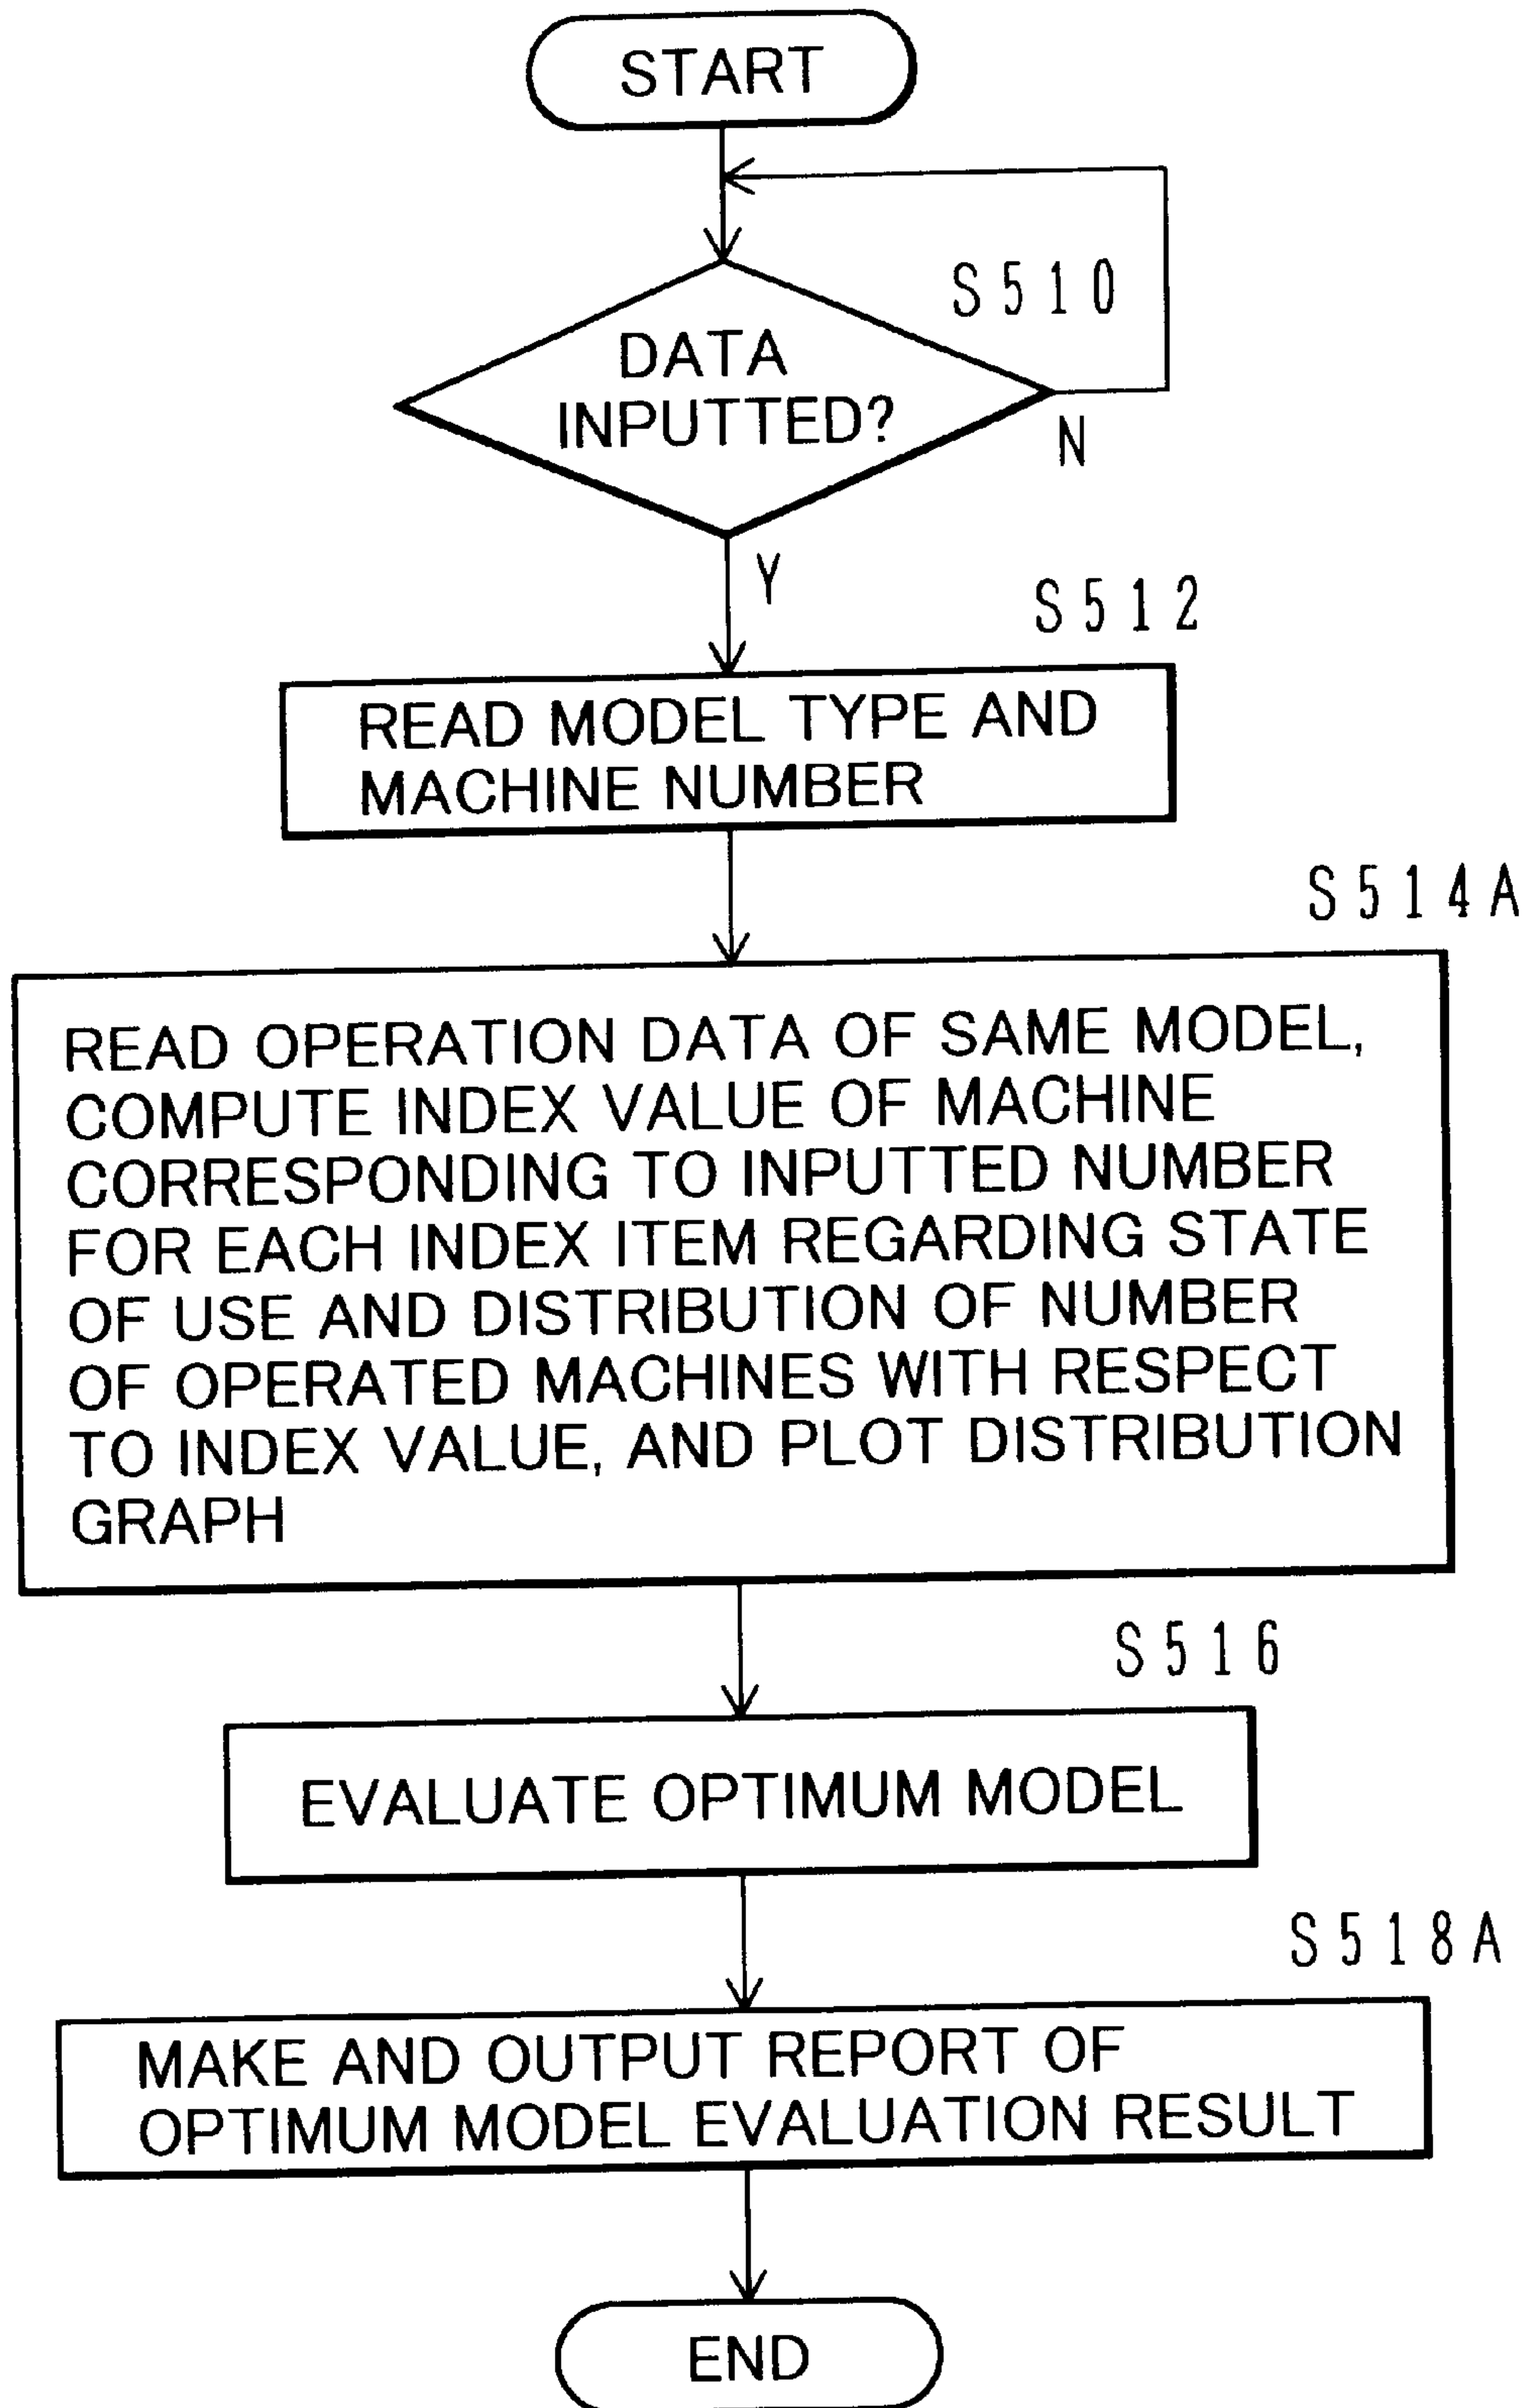 START
S510
DATA
INPUTTED?
N
Y
S512
READ MODEL TYPE AND
MACHINE NUMBER
S514A
READ OPERATION DATA OF SAME MODEL,
COMPUTE INDEX VALUE OF MACHINE
CORRESPONDING TO INPUTTED NUMBER
FOR EACH INDEX ITEM REGARDING STATE
OF USE AND DISTRIBUTION OF NUMBER
OF OPERATED MACHINES WITH RESPECT
TO INDEX VALUE, AND PLOT DISTRIBUTION
GRAPH
S516
EVALUATE OPTIMUM MODEL
S518A
MAKE AND OUTPUT REPORT OF
OPTIMUM MODEL EVALUATION RESULT
END